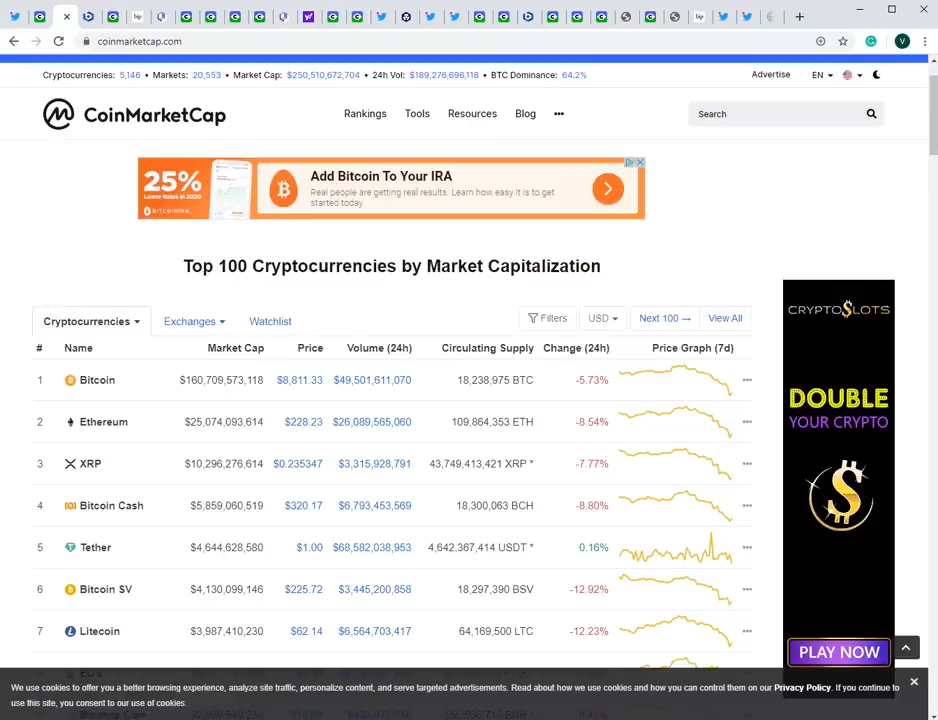 coinmarketcap.com
V
Cryptocurrencies: 5,146 • Markets: 20,553 • Market Cap: $250,510,672,704 • 24h Vol: $189,276,696,118 • BTC Dominance: 64.2%
Advertise EN
CoinMarketCap
Rankings Tools Resources Blog •••
Search
25%
Lower Rates in 2020
BITCOINIRA
Add Bitcoin To Your IRA
Real people are getting real results. Learn how easy it is to get
started today.
Top 100 Cryptocurrencies by Market Capitalization
Cryptocurrencies Exchanges Watchlist Filters USD Next 100 → View All
# Name Market Cap Price Volume (24h) Circulating Supply Change (24h) Price Graph (7d)
1 Bitcoin $160,709,573,118 $8,811.33 $49,501,611,070 18,238,975 BTC -5.73%
2 Ethereum $25,074,093,614 $228.23 $26,089,565,060 109,864,353 ETH -8.54%
3 XRP $10,296,276,614 $0.235347 $3,315,928,791 43,749,413,421 XRP * -7.77%
4 Bitcoin Cash $5,859,060,519 $320.17 $6,793,453,569 18,300,063 BCH -8.80%
5 Tether $4,644,628,580 $1.00 $68,582,038,953 4,642,367,414 USDT * 0.16%
6 Bitcoin SV $4,130,099,146 $225.72 $3,445,200,858 18,297,390 BSV -12.92%
7 Litecoin $3,987,410,230 $62.14 $6,564,703,417 64,169,500 LTC -12.23%
CRYPTO$LOTS
DOUBLE
YOUR CRYPTO
PLAY NOW
We use cookies to offer you a better browsing experience, analyze site traffic, personalize content, and serve targeted advertisements. Read about how we use cookies and how you can control them on our Privacy Policy. If you continue to
use this site, you consent to our use of cookies.